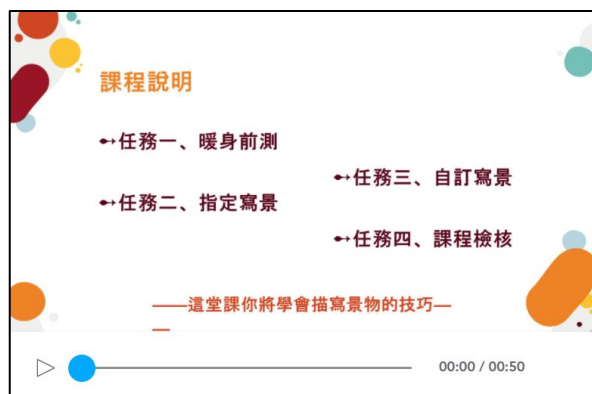 課程說明
➻任務一、暖身前測
➻任務二、指定寫景
➻任務三、自訂寫景
➻任務四、課程檢核
——這堂課你將學會描寫景物的技巧—
—
00:00 / 00:50